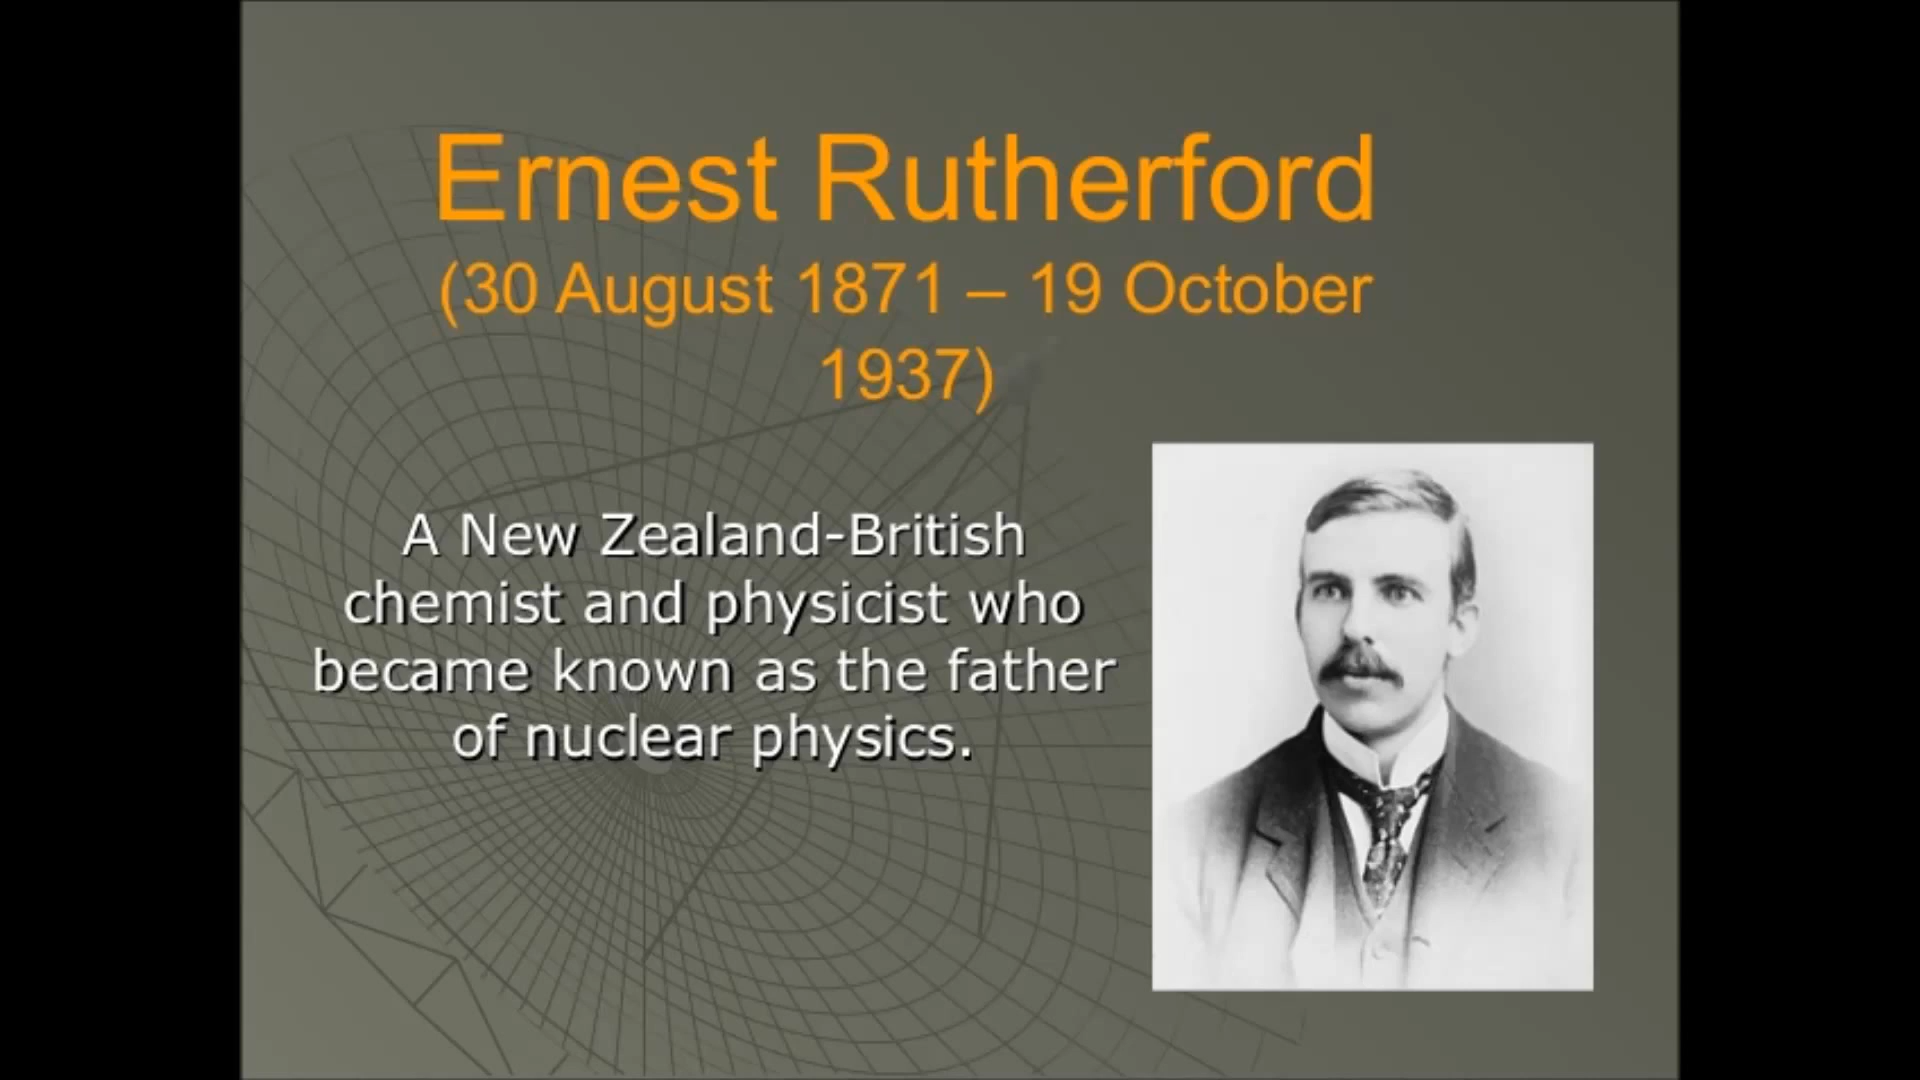 Ernest Rutherford
(30 August 1871 – 19 October
1937)
A New Zealand-British
chemist and physicist who
became known as the father
of nuclear physics.